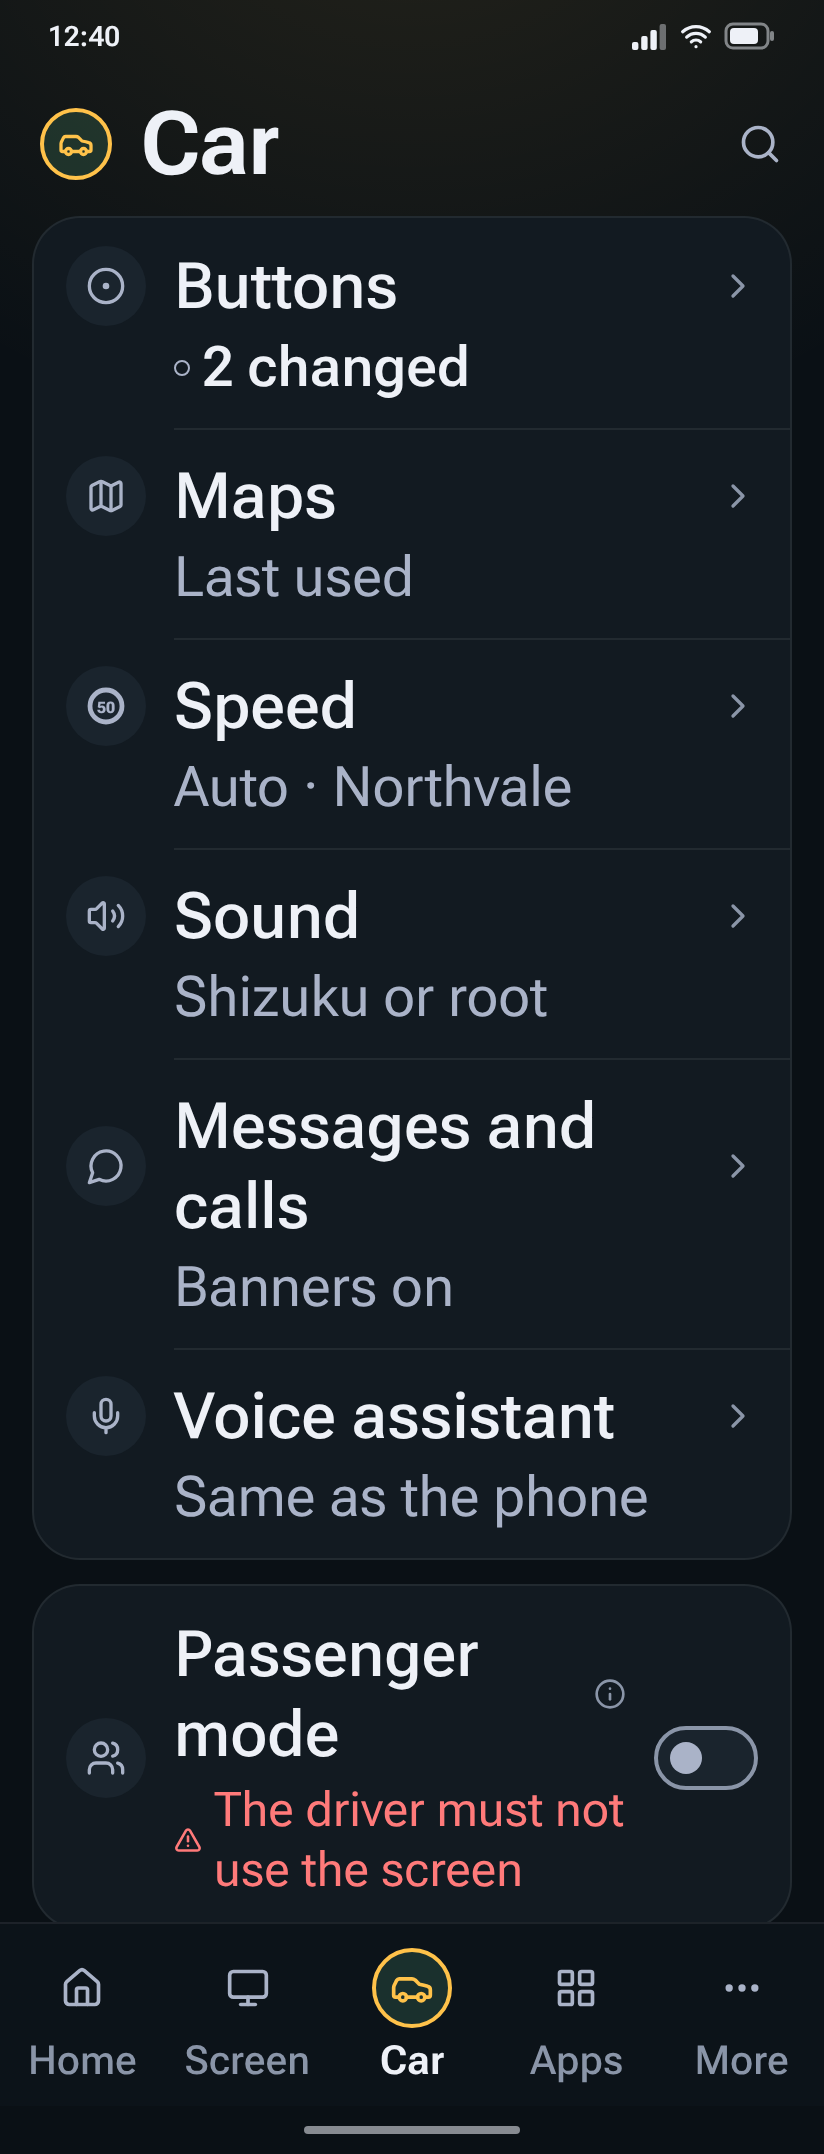 12:40
Car
Buttons
2 changed
Maps
Last used
50
Speed
Auto · Northvale
Sound
Shizuku or root
Messages and
calls
Banners on
Voice assistant
Same as the phone
Passenger
mode
The driver must not
use the screen
Home
Screen
Car
Apps
More